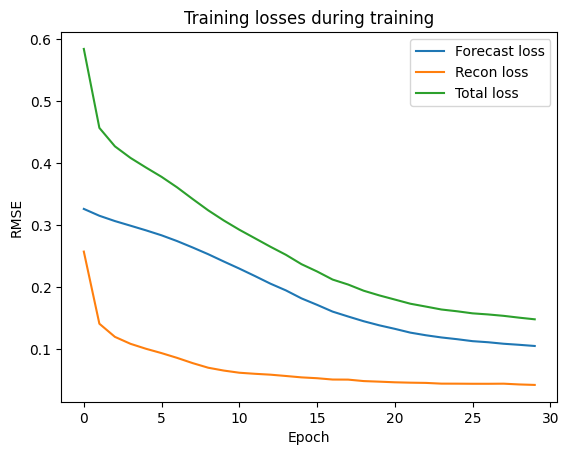 Training losses during training
Forecast loss
Recon loss
Total loss
RMSE
0.6
0.5
0.4
0.3
0.2
0.1
0 5 10 15 20 25 30
Epoch